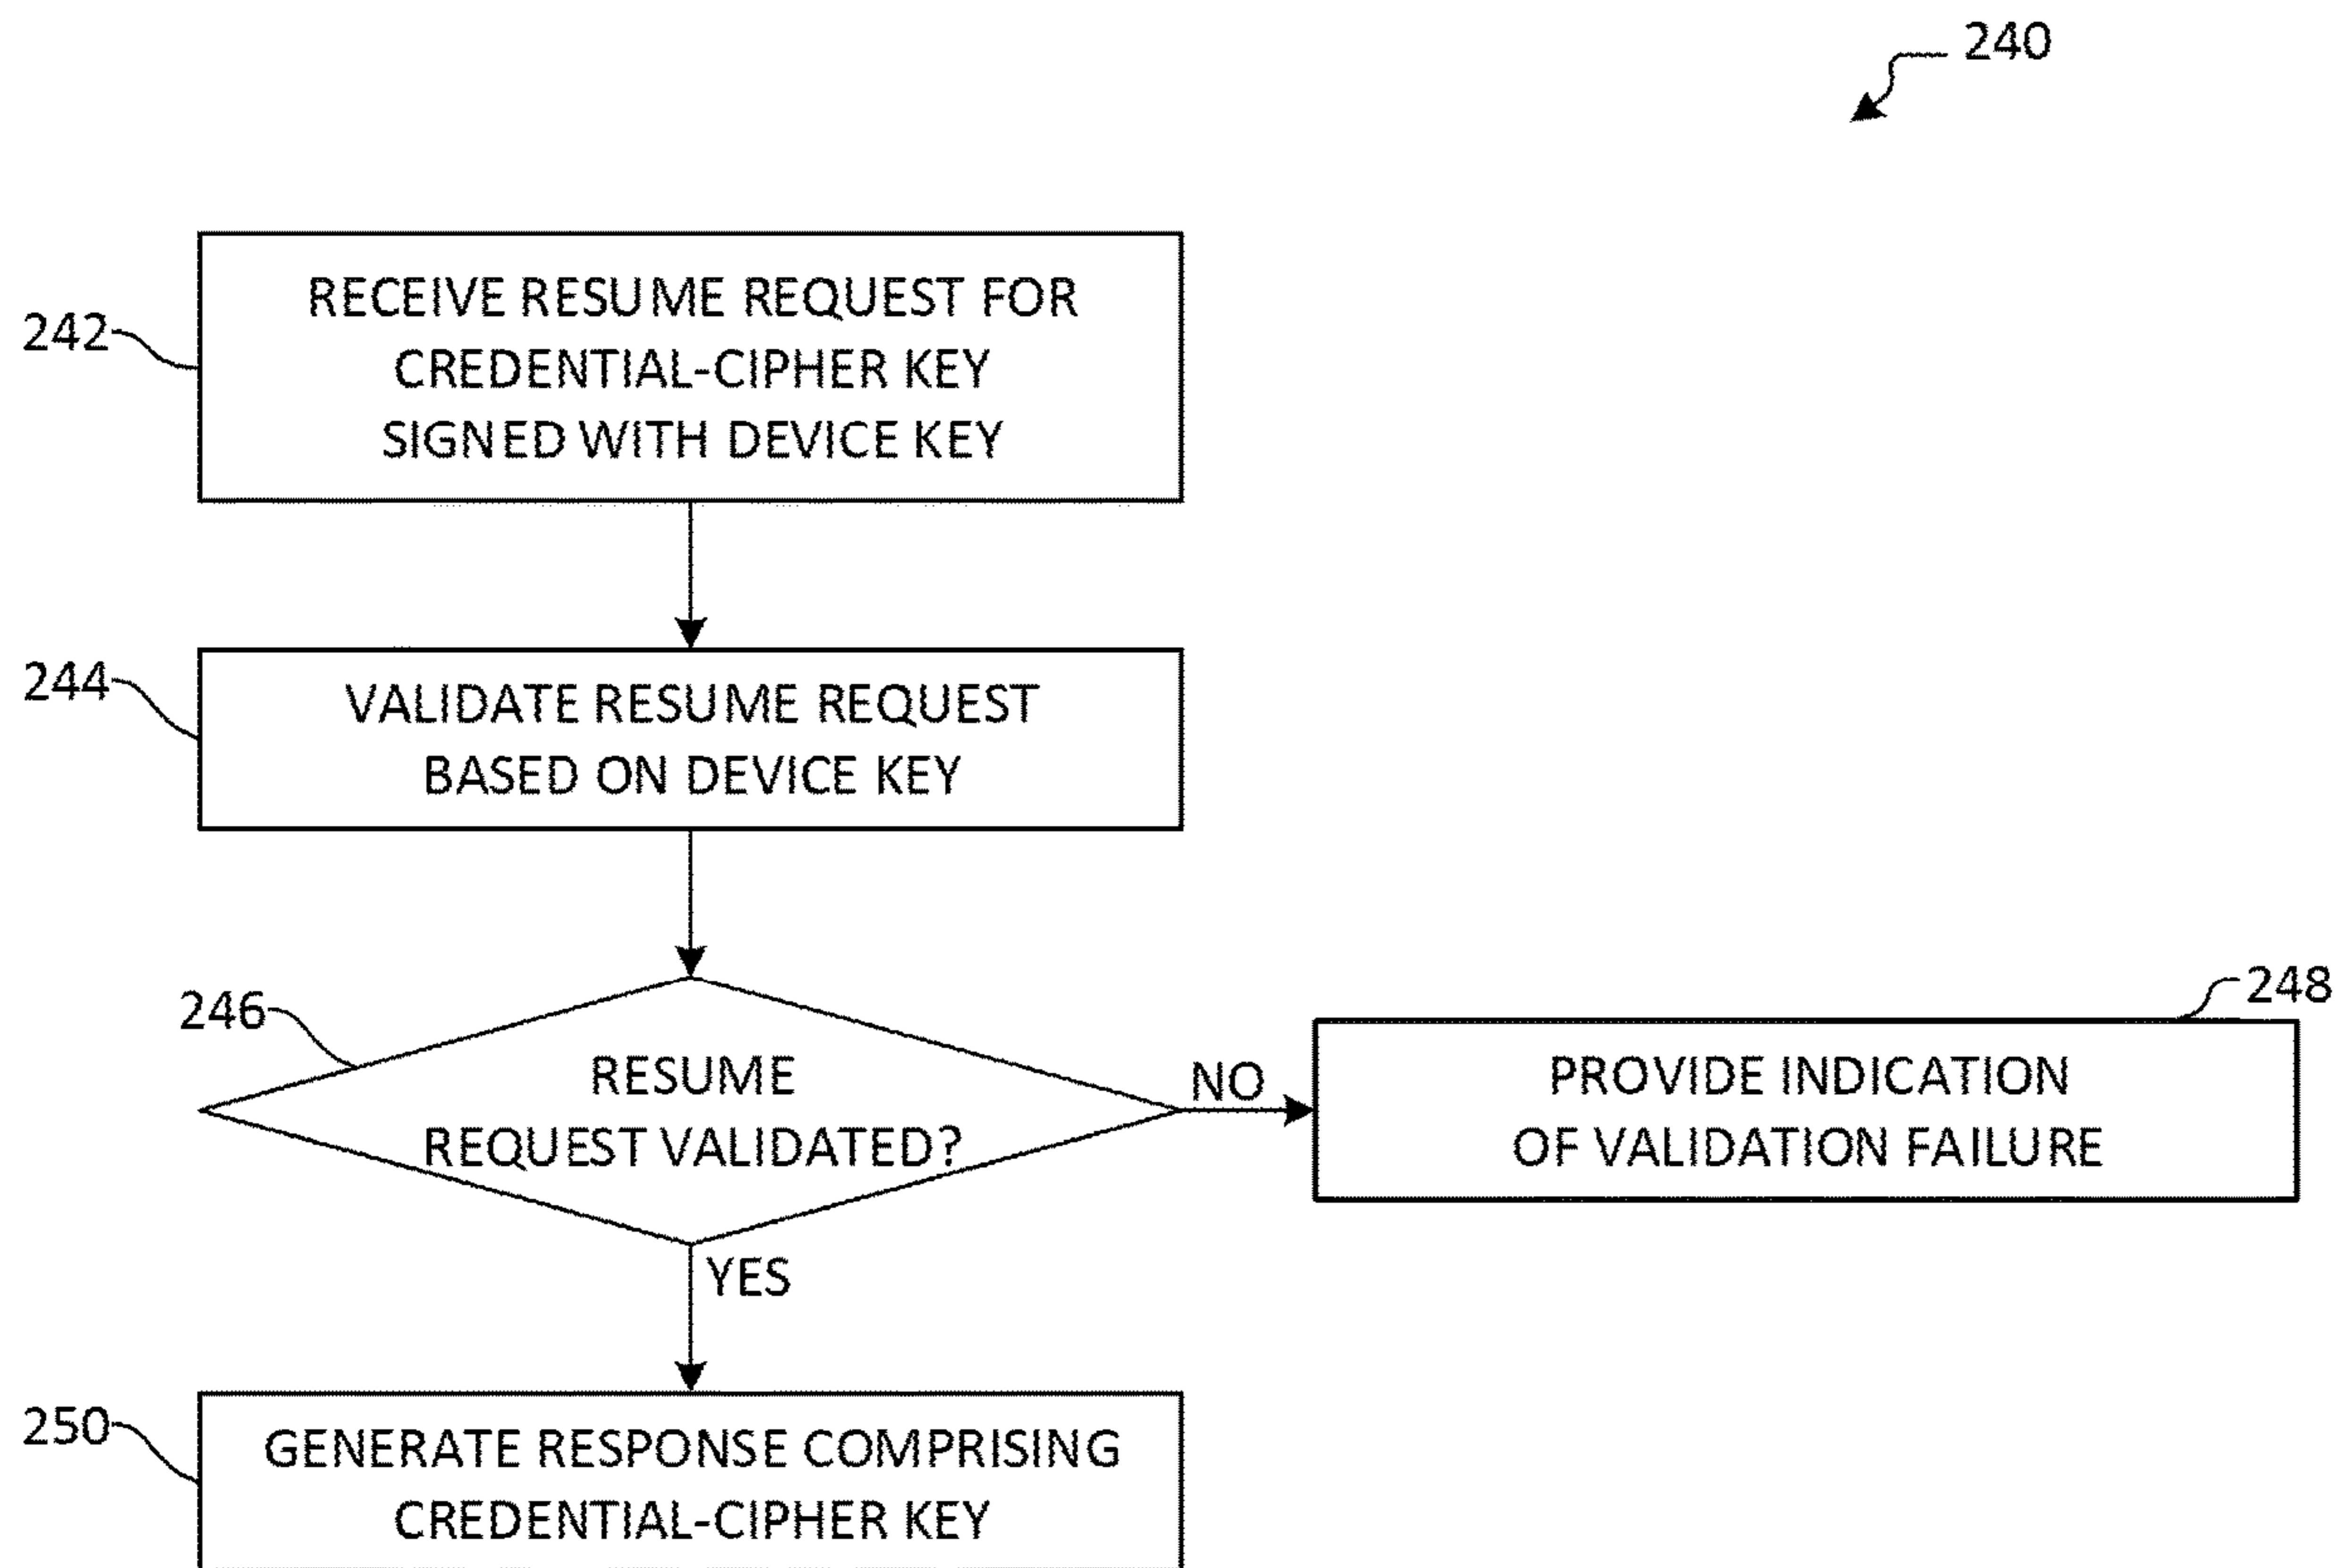 240
242
RECEIVE RESUME REQUEST FOR
CREDENTIAL-CIPHER KEY
SIGNED WITH DEVICE KEY
244
VALIDATE RESUME REQUEST
BASED ON DEVICE KEY
246
RESUME
REQUEST VALIDATED?
NO
248
PROVIDE INDICATION
OF VALIDATION FAILURE
YES
250
GENERATE RESPONSE COMPRISING
CREDENTIAL-CIPHER KEY